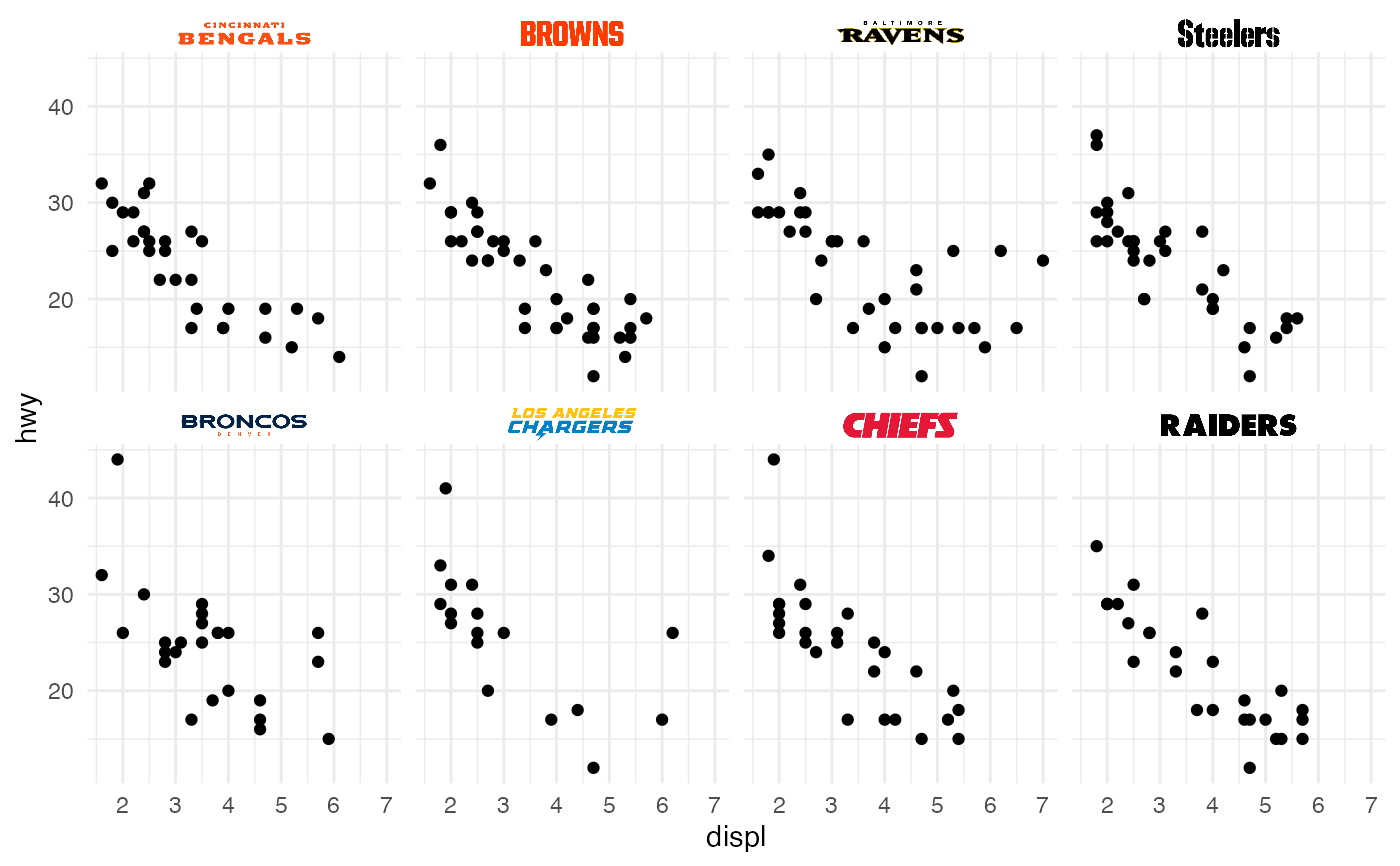 CINCINNATI
BENGALS
BROWNS
BALTIMORE
RAVENS
Steelers
40
30
20
hwy
BRONCOS
DENVER
LOS ANGELES
CHARGERS
CHIEFS
RAIDERS
40
30
20
2 3 4 5 6 7
2 3 4 5 6 7
2 3 4 5 6 7
2 3 4 5 6 7
displ